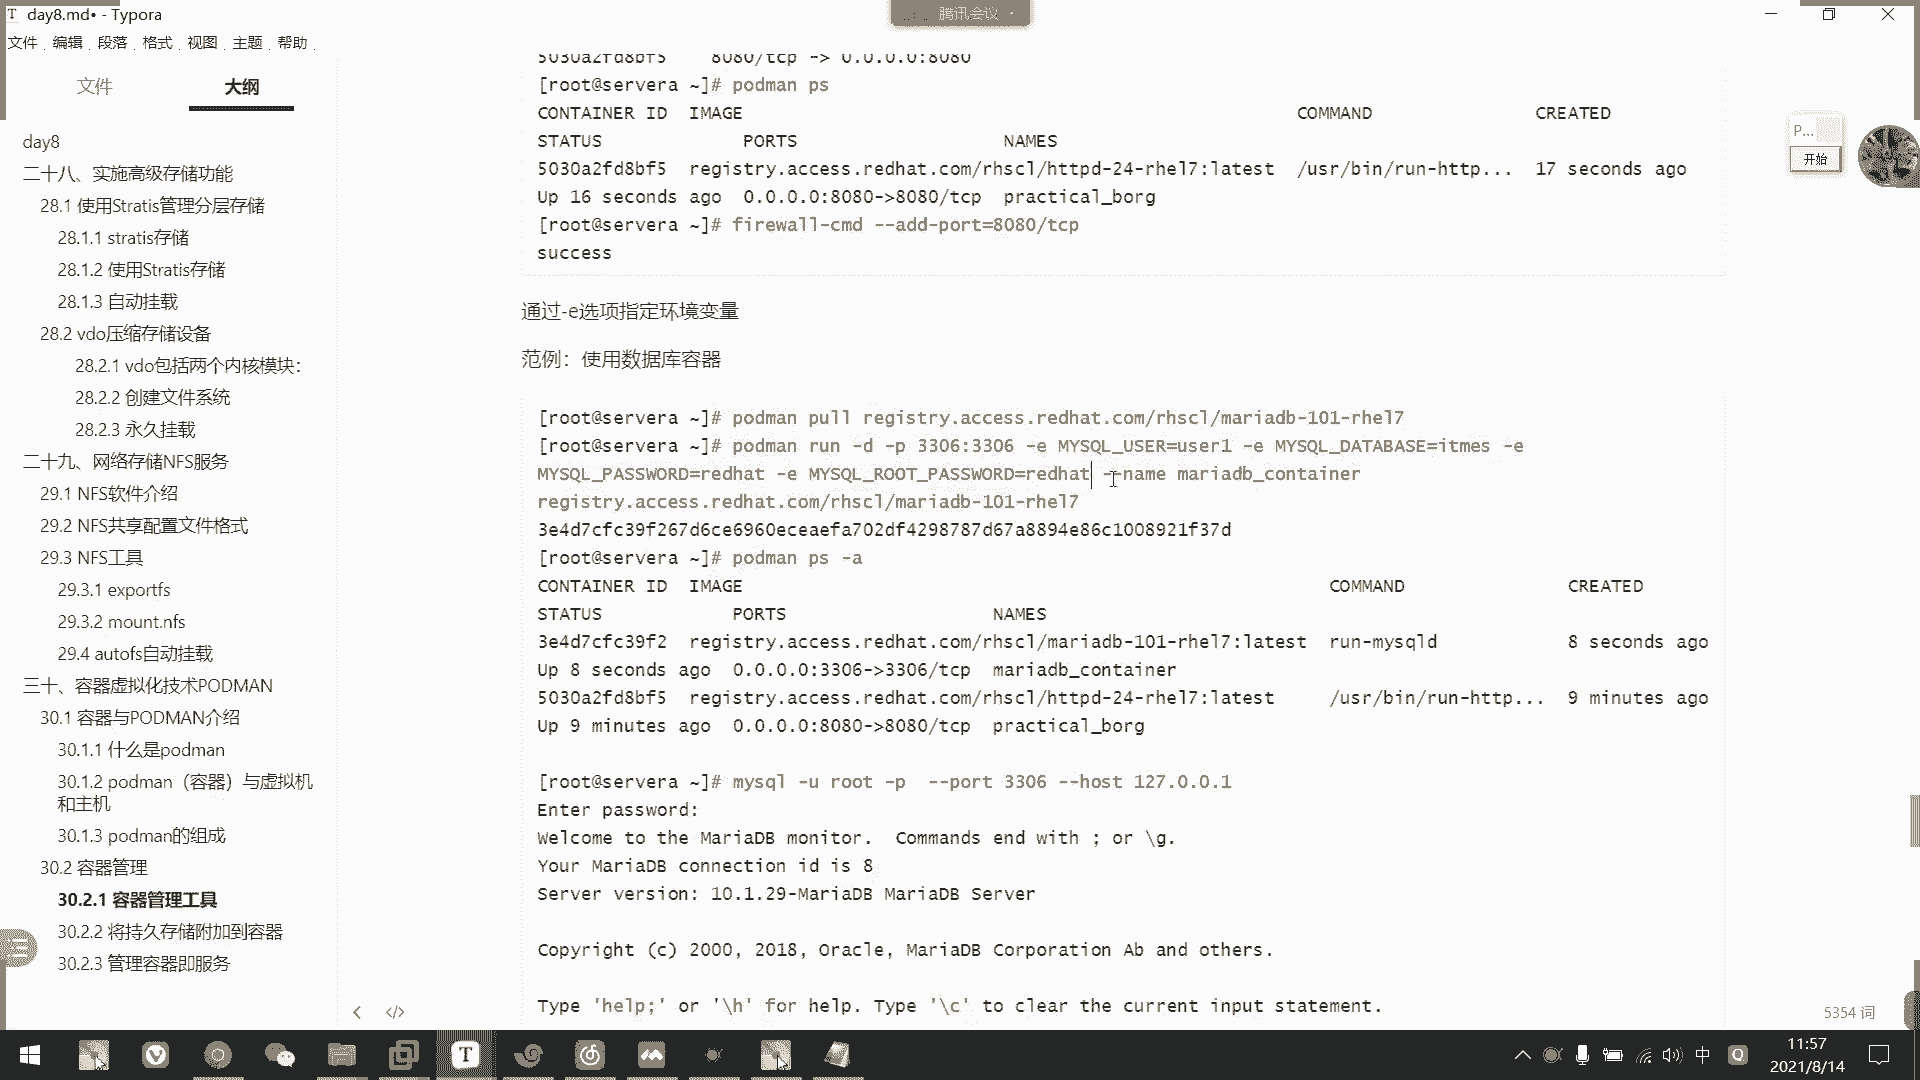 day8.md• - Typora
腾讯会议
文件 编辑 段落 格式 视图 主题 帮助
文件
大纲
day8
二十八、实施高级存储功能
28.1 使用Stratis管理分层存储
28.1.1 stratis存储
28.1.2 使用Stratis存储
28.1.3 自动挂载
28.2 vdo压缩存储设备
28.2.1 vdo包括两个内核模块：
28.2.2 创建文件系统
28.2.3 永久挂载
二十九、网络存储NFS服务
29.1 NFS软件介绍
29.2 NFS共享配置文件格式
29.3 NFS工具
29.3.1 exportfs
29.3.2 mount.nfs
29.4 autofs自动挂载
三十、容器虚拟化技术PODMAN
30.1 容器与PODMAN介绍
30.1.1 什么是podman
30.1.2 podman（容器）与虚拟机
和主机
30.1.3 podman的组成
30.2 容器管理
30.2.1 容器管理工具
30.2.2 将持久存储附加到容器
30.2.3 管理容器即服务
5030a2fd8bf5    8080/tcp -> 0.0.0.0:8080
[root@servera ~]# podman ps
CONTAINER ID  IMAGE                                                    COMMAND               CREATED
STATUS             PORTS                   NAMES
5030a2fd8bf5  registry.access.redhat.com/rhscl/httpd-24-rhel7:latest  /usr/bin/run-http...  17 seconds ago
Up 16 seconds ago  0.0.0.0:8080->8080/tcp  practical_borg
[root@servera ~]# firewall-cmd --add-port=8080/tcp
success
通过-e选项指定环境变量
范例：使用数据库容器
[root@servera ~]# podman pull registry.access.redhat.com/rhscl/mariadb-101-rhel7
[root@servera ~]# podman run -d -p 3306:3306 -e MYSQL_USER=user1 -e MYSQL_DATABASE=itmes -e
MYSQL_PASSWORD=redhat -e MYSQL_ROOT_PASSWORD=redhat --name mariadb_container
registry.access.redhat.com/rhscl/mariadb-101-rhel7
3e4d7cfc39f267d6ce6960eceaefa702df4298787d67a8894e86c1008921f37d
[root@servera ~]# podman ps -a
CONTAINER ID  IMAGE                                                      COMMAND               CREATED
STATUS            PORTS                   NAMES
3e4d7cfc39f2  registry.access.redhat.com/rhscl/mariadb-101-rhel7:latest  run-mysqld            8 seconds ago
Up 8 seconds ago  0.0.0.0:3306->3306/tcp  mariadb_container
5030a2fd8bf5  registry.access.redhat.com/rhscl/httpd-24-rhel7:latest     /usr/bin/run-http...  9 minutes ago
Up 9 minutes ago  0.0.0.0:8080->8080/tcp  practical_borg
[root@servera ~]# mysql -u root -p  --port 3306 --host 127.0.0.1
Enter password:
Welcome to the MariaDB monitor.  Commands end with ; or \g.
Your MariaDB connection id is 8
Server version: 10.1.29-MariaDB MariaDB Server
Copyright (c) 2000, 2018, Oracle, MariaDB Corporation Ab and others.
Type 'help;' or '\h' for help. Type '\c' to clear the current input statement.
P...
开始
5354 词
中
11:57
2021/8/14